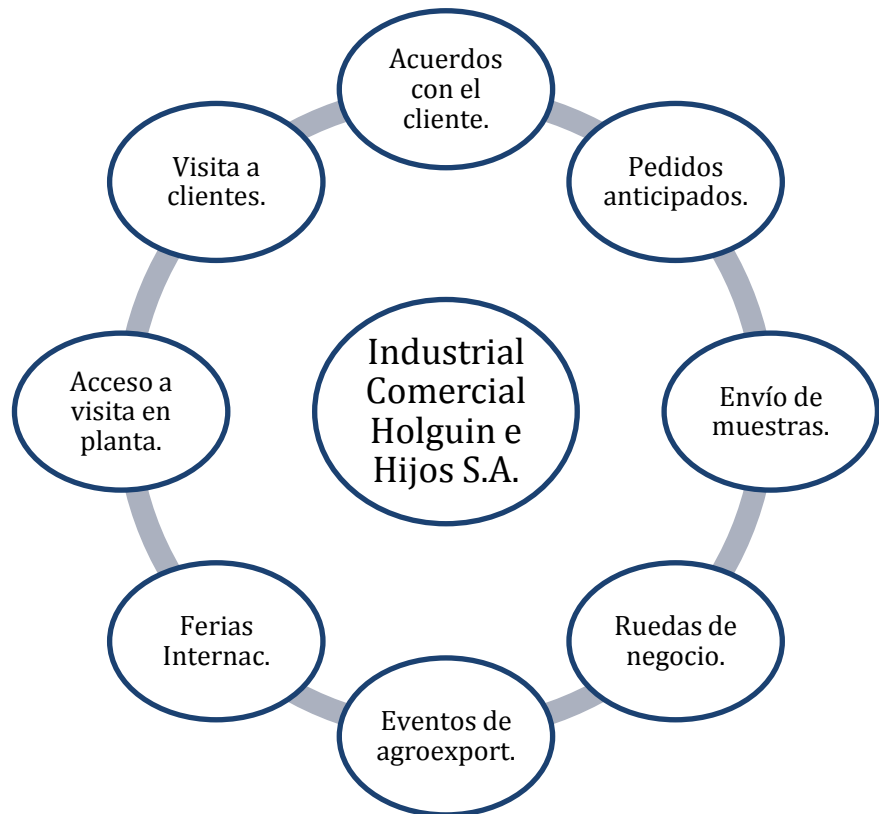 Acuerdos
con el
cliente.
Pedidos
anticipados.
Envío de
muestras.
Ruedas de
negocio.
Eventos de
agroexport.
Ferias
Internac.
Acceso a
visita en
planta.
Visita a
clientes.
Industrial
Comercial
Holguin e
Hijos S.A.